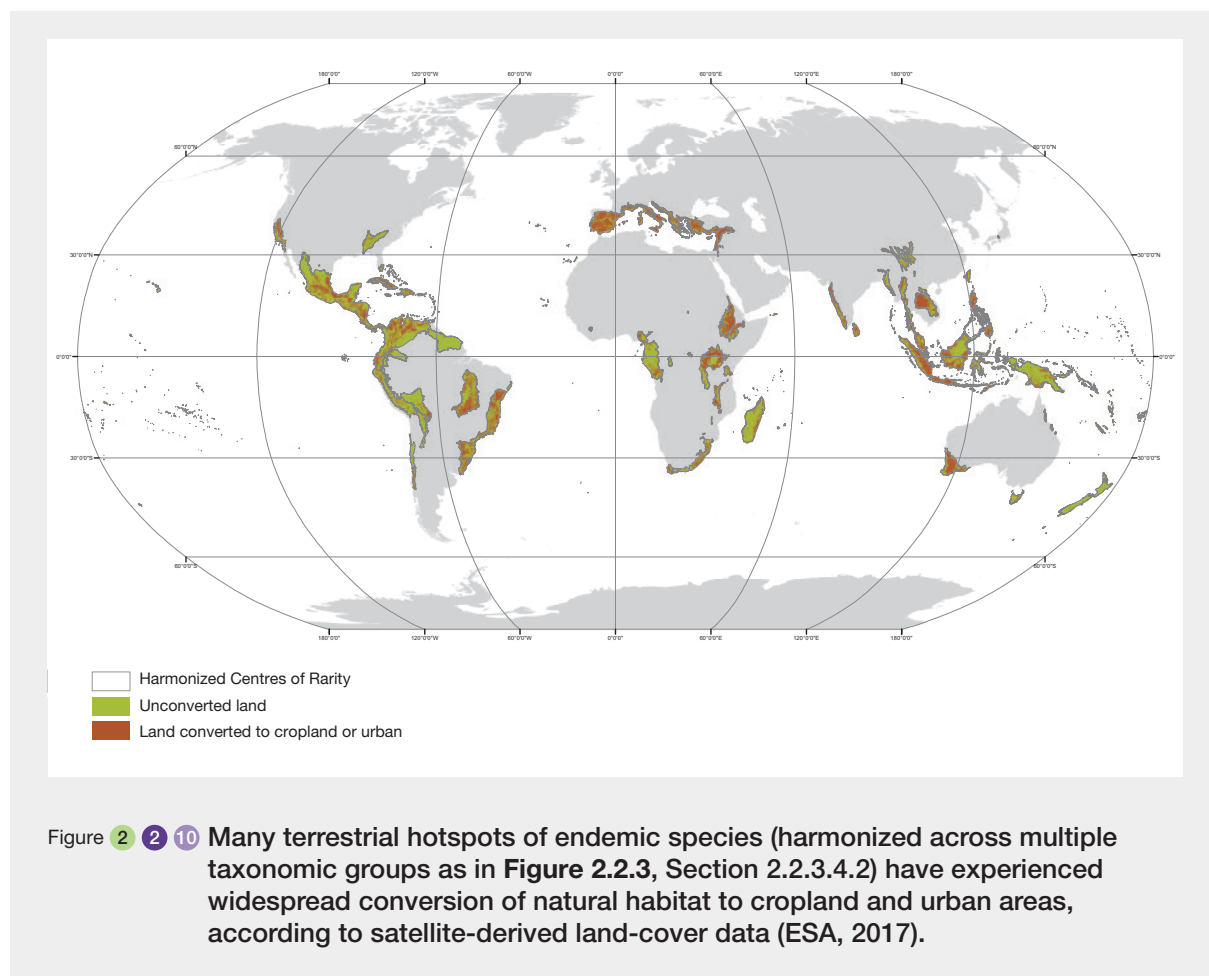 180°0'0" 120°0'0"W 60°0'0"W 0°0'0" 60°0'0"E 120°0'0"E 180°0'0"
60°0'0"N 60°0'0"N
30°0'0"N 30°0'0"N
0°0'0" 0°0'0"
30°0'0"S 30°0'0"S
60°0'0"S 60°0'0"S
180°0'0" 120°0'0"W 60°0'0"W 0°0'0" 60°0'0"E 120°0'0"E 180°0'0"
Harmonized Centres of Rarity
Unconverted land
Land converted to cropland or urban
Figure 2 2 10 Many terrestrial hotspots of endemic species (harmonized across multiple
taxonomic groups as in Figure 2.2.3, Section 2.2.3.4.2) have experienced
widespread conversion of natural habitat to cropland and urban areas,
according to satellite-derived land-cover data (ESA, 2017).